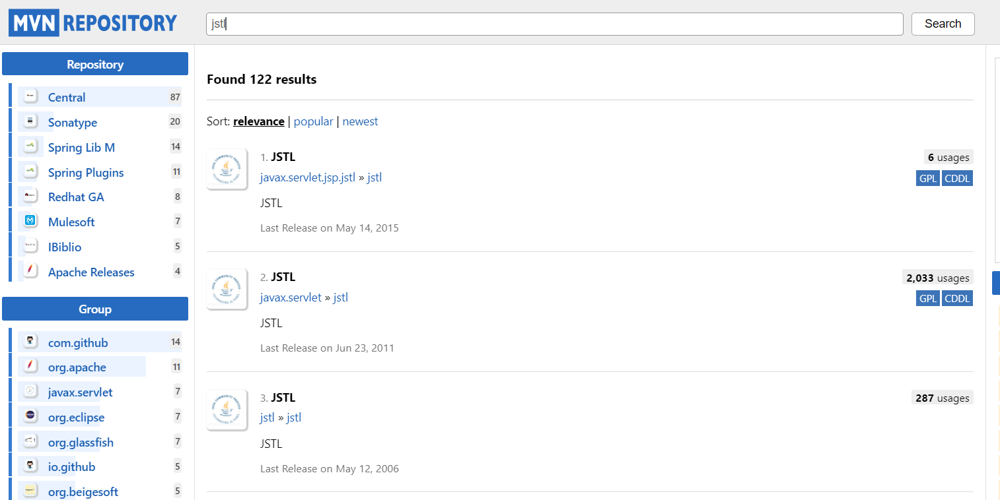 MVN REPOSITORY
jstl
Search
Repository
Central 87
Sonatype 20
Spring Lib M 14
Spring Plugins 11
Redhat GA 8
Mulesoft 7
IBiblio 5
Apache Releases 4
Group
com.github 14
org.apache 11
javax.servlet 7
org.eclipse 7
org.glassfish 7
io.github 5
org.beigesoft 5
Found 122 results
Sort: relevance | popular | newest
1. JSTL
6 usages
javax.servlet.jsp.jstl » jstl
GPL CDDL
JSTL
Last Release on May 14, 2015
2. JSTL
2,033 usages
javax.servlet » jstl
GPL CDDL
JSTL
Last Release on Jun 23, 2011
3. JSTL
287 usages
jstl » jstl
JSTL
Last Release on May 12, 2006